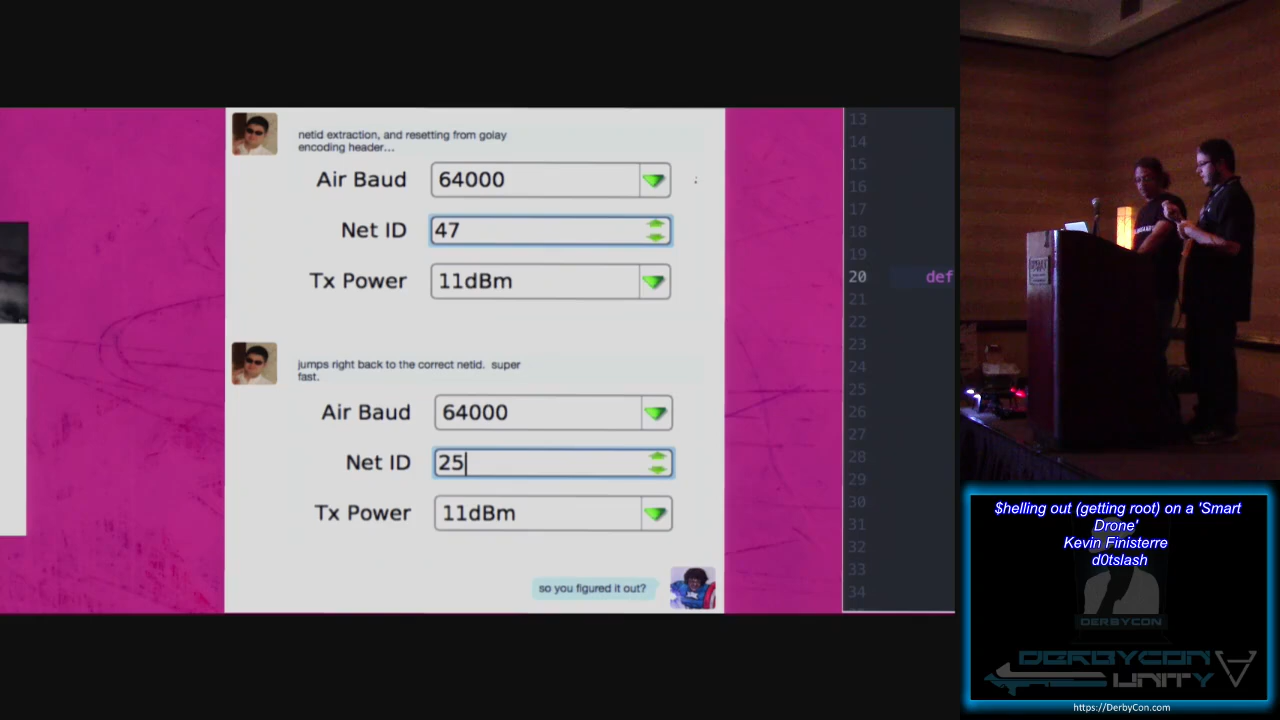 netid extraction, and resetting from golay
encoding header...
Air Baud 64000
Net ID 47
Tx Power 11dBm
jumps right back to the correct netid. super
fast.
Air Baud 64000
Net ID 25
Tx Power 11dBm
so you figured it out?
13
14
15
16
17
18
19
20 def
21
22
23
24
25
26
27
28
29
30
31
32
33
34
$helling out (getting root) on a 'Smart
Drone'
Kevin Finisterre
d0tslash
DERBYCON
DERBYCON
UNITY
https://DerbyCon.com